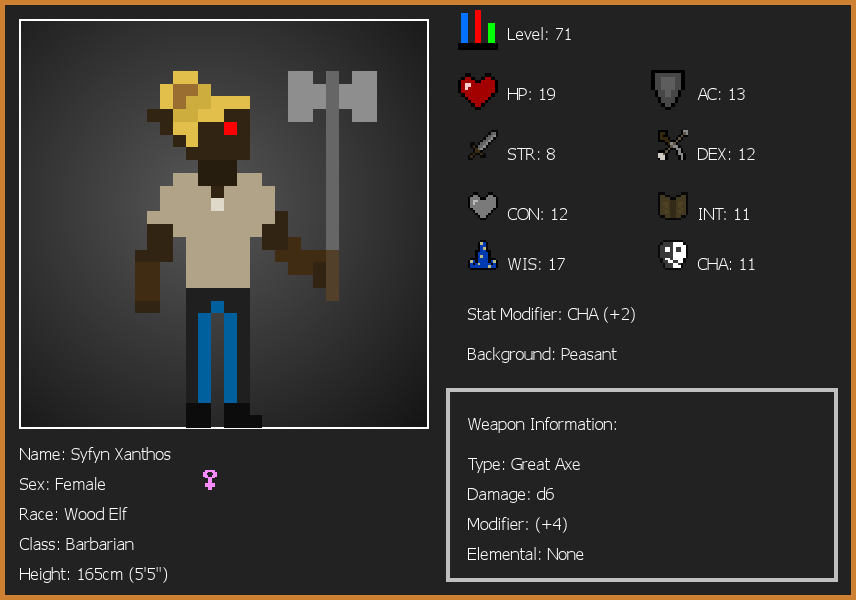 Level: 71
HP: 19
AC: 13
STR: 8
DEX: 12
CON: 12
INT: 11
WIS: 17
CHA: 11
Stat Modifier: CHA (+2)
Background: Peasant
Weapon Information:
Type: Great Axe
Damage: d6
Modifier: (+4)
Elemental: None
Name: Syfyn Xanthos
Sex: Female
Race: Wood Elf
Class: Barbarian
Height: 165cm (5'5")